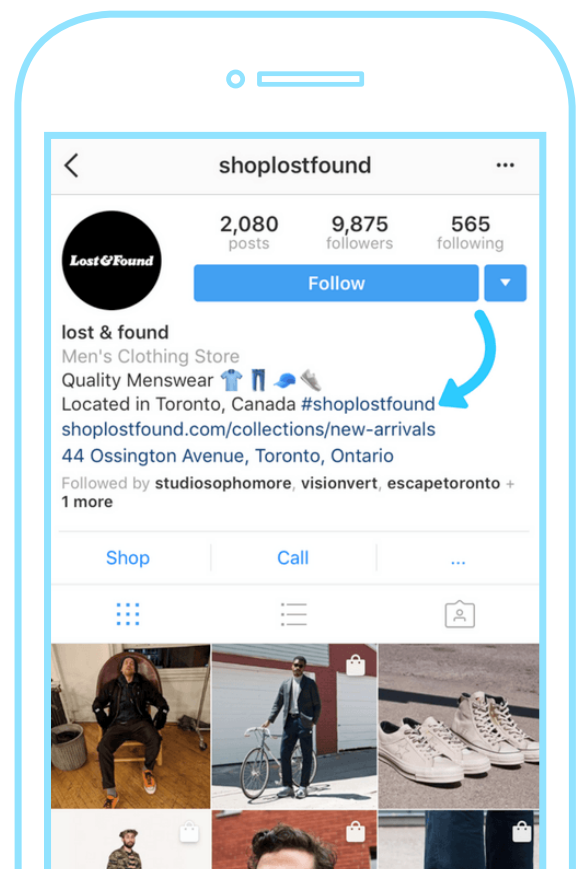 shoplostfound
2,080 9,875 565
posts followers following
Lost&Found
Follow
lost & found
Men's Clothing Store
Quality Menswear 👕👖🧢👟
Located in Toronto, Canada #shoplostfound
shoplostfound.com/collections/new-arrivals
44 Ossington Avenue, Toronto, Ontario
Followed by studiosophomore, visionvert, escapetoronto +
1 more
Shop Call ...